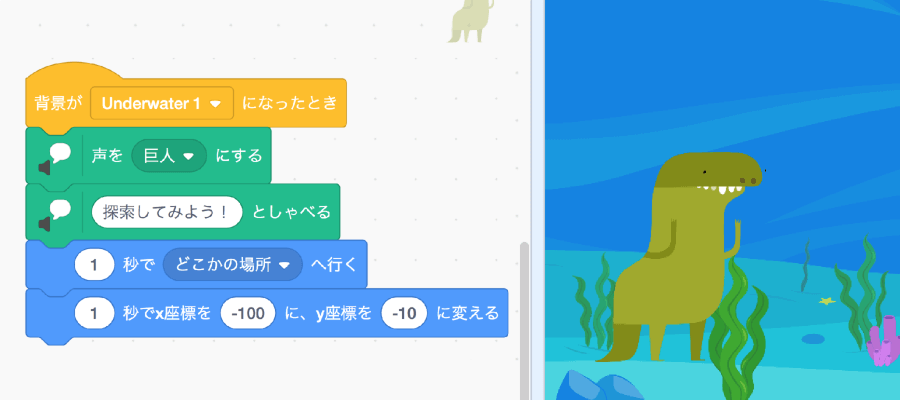 背景が Underwater 1 になったとき
声を 巨人 にする
探索してみよう！ としゃべる
1 秒で どこかの場所 へ行く
1 秒でx座標を -100 に、y座標を -10 に変える